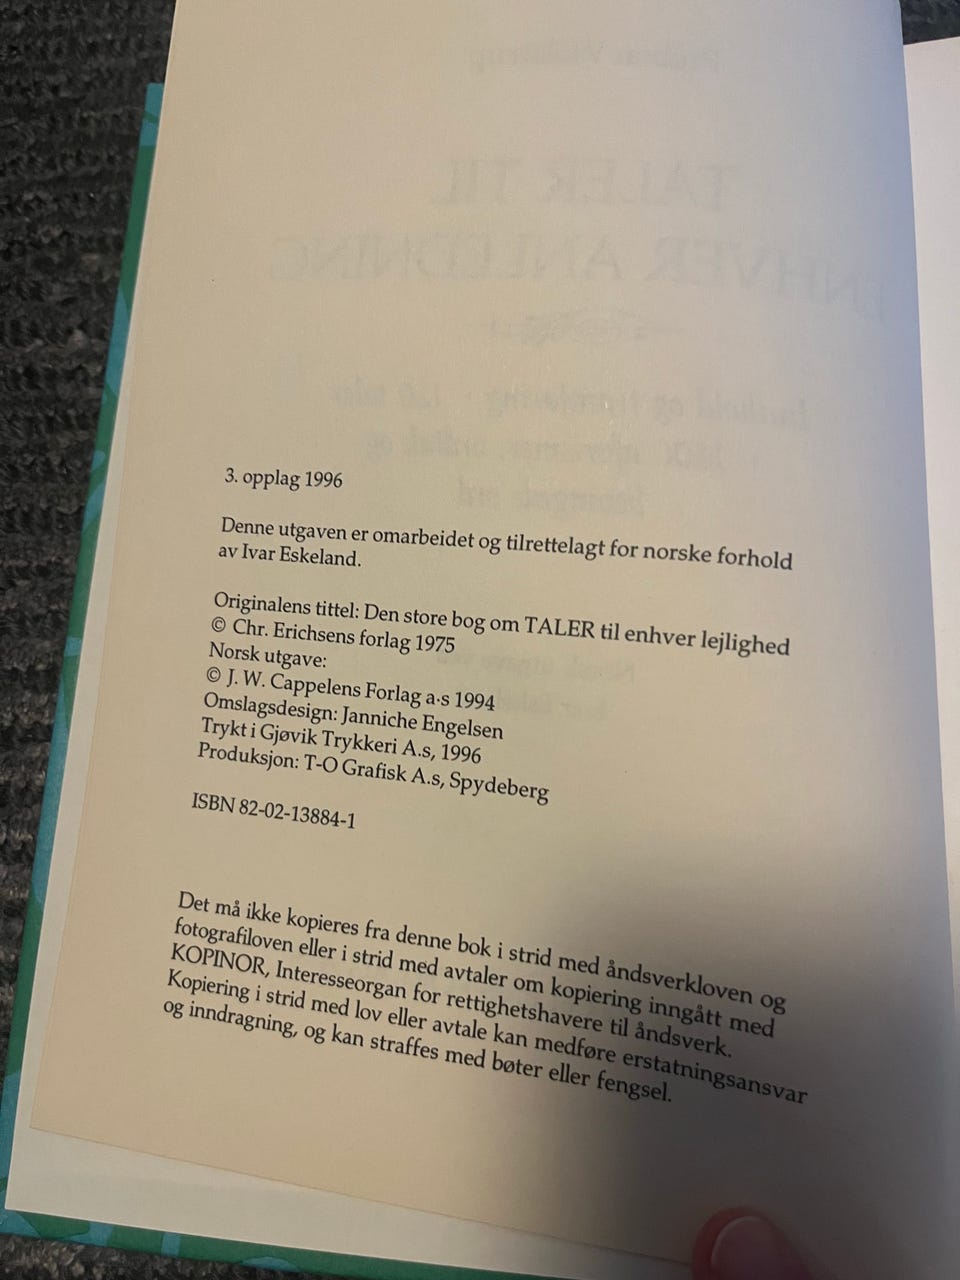 TALER TIL
ENHVER ANLEDNING
3. opplag 1996
Denne utgaven er omarbeidet og tilrettelagt for norske forhold
av Ivar Eskeland.
Originalens tittel: Den store bog om TALER til enhver lejlighed
© Chr. Erichsens forlag 1975
Norsk utgave:
© J. W. Cappelens Forlag a·s 1994
Omslagsdesign: Janniche Engelsen
Trykt i Gjøvik Trykkeri A.s, 1996
Produksjon: T-O Grafisk A.s, Spydeberg
ISBN 82-02-13884-1
Det må ikke kopieres fra denne bok i strid med åndsverkloven og
fotografiloven eller i strid med avtaler om kopiering inngått med
KOPINOR, Interesseorgan for rettighetshavere til åndsverk.
Kopiering i strid med lov eller avtale kan medføre erstatningsansvar
og inndragning, og kan straffes med bøter eller fengsel.